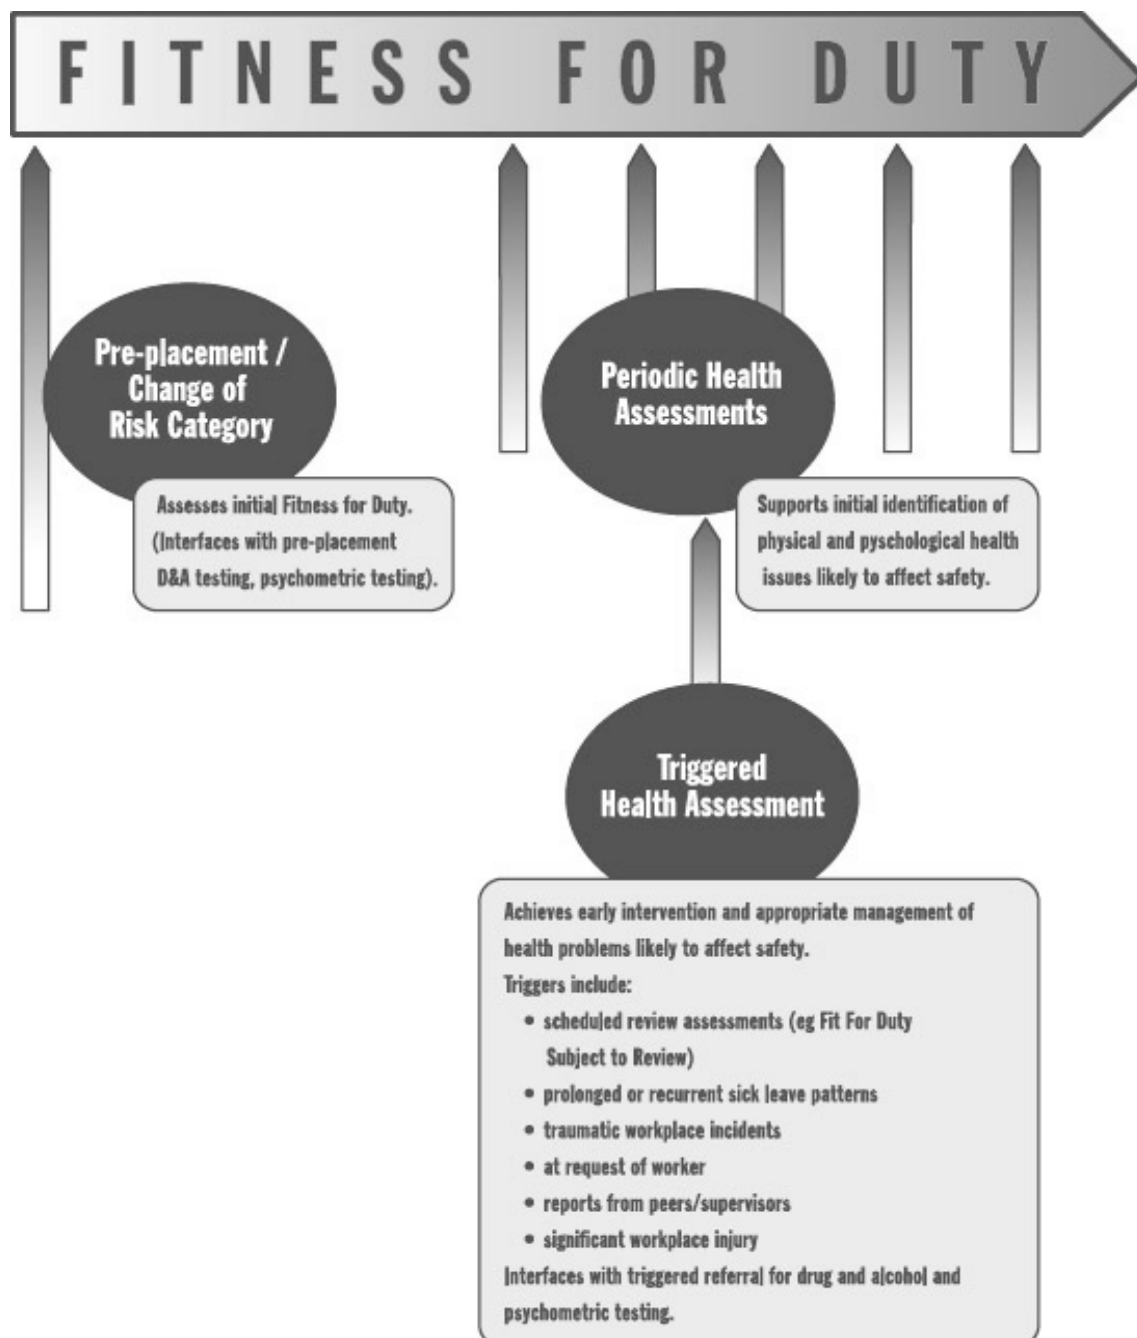 FITNESS FOR DUTY
Pre-placement /
Change of
Risk Category
Assesses initial Fitness for Duty.
(Interfaces with pre-placement
D&A testing, psychometric testing).
Periodic Health
Assessments
Supports initial identification of
physical and pyschological health
issues likely to affect safety.
Triggered
Health Assessment
Achieves early intervention and appropriate management of
health problems likely to affect safety.
Triggers include:
• scheduled review assessments (eg Fit For Duty
Subject to Review)
• prolonged or recurrent sick leave patterns
• traumatic workplace incidents
• at request of worker
• reports from peers/supervisors
• significant workplace injury
Interfaces with triggered referral for drug and alcohol and
psychometric testing.